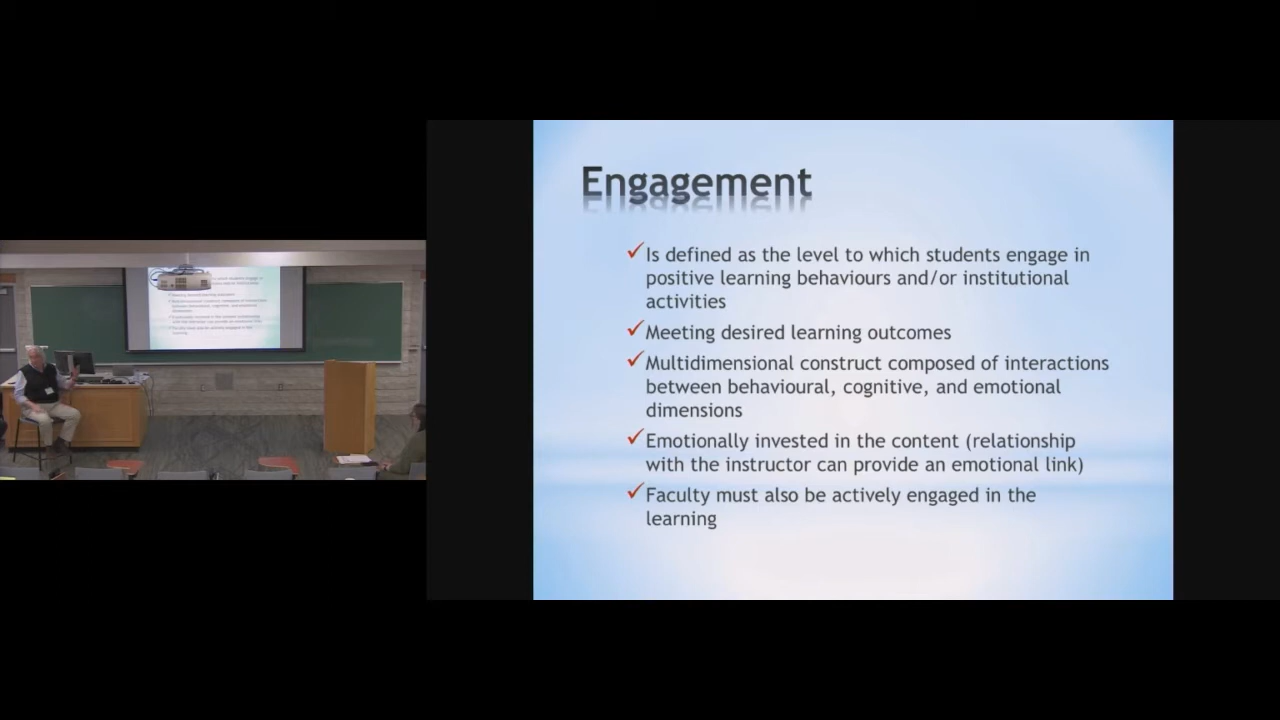 Engagement
✓Is defined as the level to which students engage in
positive learning behaviours and/or institutional
activities
✓Meeting desired learning outcomes
✓Multidimensional construct composed of interactions
between behavioural, cognitive, and emotional
dimensions
✓Emotionally invested in the content (relationship
with the instructor can provide an emotional link)
✓Faculty must also be actively engaged in the
learning